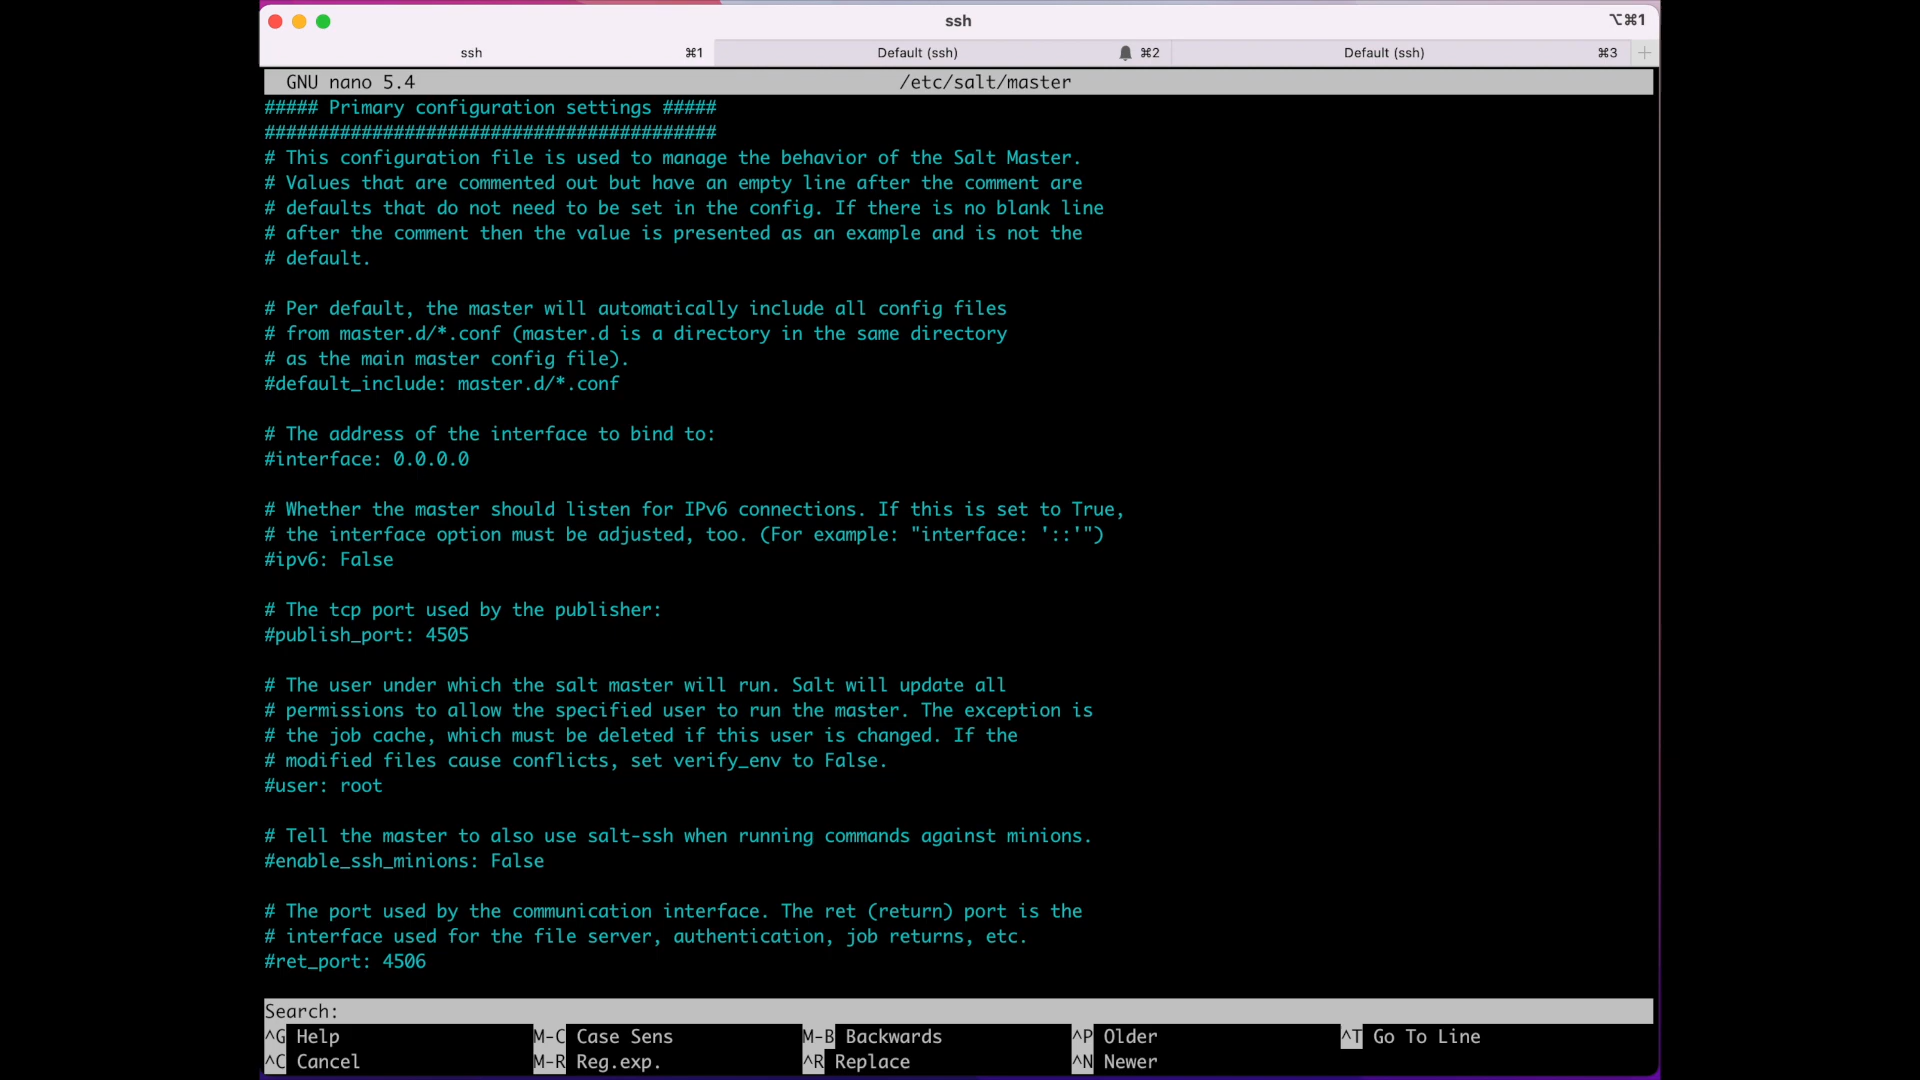 ssh
⌥⌘1
ssh ⌘1 Default (ssh) ⌘2 Default (ssh) ⌘3
GNU nano 5.4 /etc/salt/master
##### Primary configuration settings #####
##########################################
# This configuration file is used to manage the behavior of the Salt Master.
# Values that are commented out but have an empty line after the comment are
# defaults that do not need to be set in the config. If there is no blank line
# after the comment then the value is presented as an example and is not the
# default.
# Per default, the master will automatically include all config files
# from master.d/*.conf (master.d is a directory in the same directory
# as the main master config file).
#default_include: master.d/*.conf
# The address of the interface to bind to:
#interface: 0.0.0.0
# Whether the master should listen for IPv6 connections. If this is set to True,
# the interface option must be adjusted, too. (For example: "interface: '::'")
#ipv6: False
# The tcp port used by the publisher:
#publish_port: 4505
# The user under which the salt master will run. Salt will update all
# permissions to allow the specified user to run the master. The exception is
# the job cache, which must be deleted if this user is changed. If the
# modified files cause conflicts, set verify_env to False.
#user: root
# Tell the master to also use salt-ssh when running commands against minions.
#enable_ssh_minions: False
# The port used by the communication interface. The ret (return) port is the
# interface used for the file server, authentication, job returns, etc.
#ret_port: 4506
Search:
^G Help M-C Case Sens M-B Backwards ^P Older ^T Go To Line
^C Cancel M-R Reg.exp. ^R Replace ^N Newer